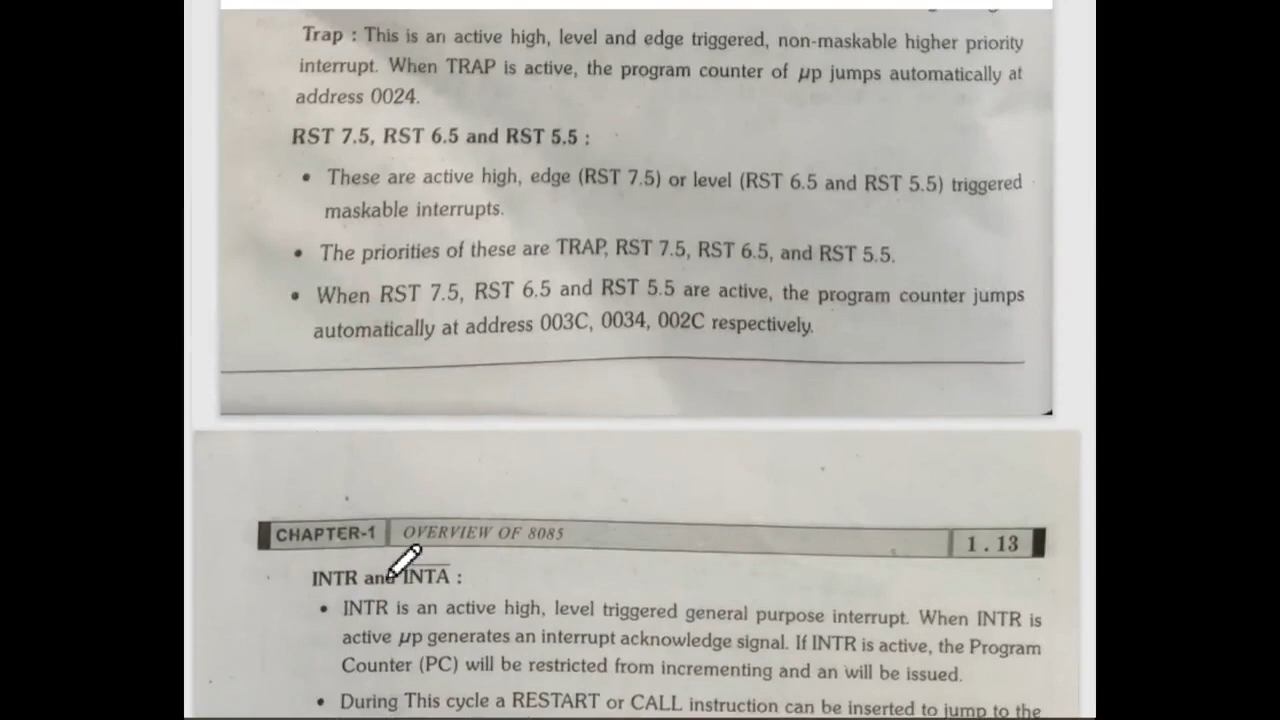 Trap : This is an active high, level and edge triggered, non-maskable higher priority
interrupt. When TRAP is active, the program counter of μp jumps automatically at
address 0024.
RST 7.5, RST 6.5 and RST 5.5 :
• These are active high, edge (RST 7.5) or level (RST 6.5 and RST 5.5) triggered
maskable interrupts.
• The priorities of these are TRAP, RST 7.5, RST 6.5, and RST 5.5.
• When RST 7.5, RST 6.5 and RST 5.5 are active, the program counter jumps
automatically at address 003C, 0034, 002C respectively.
CHAPTER-1 OVERVIEW OF 8085 1 . 13
INTR and INTA :
• INTR is an active high, level triggered general purpose interrupt. When INTR is
active μp generates an interrupt acknowledge signal. If INTR is active, the Program
Counter (PC) will be restricted from incrementing and an will be issued.
• During This cycle a RESTART or CALL instruction can be inserted to jump to the